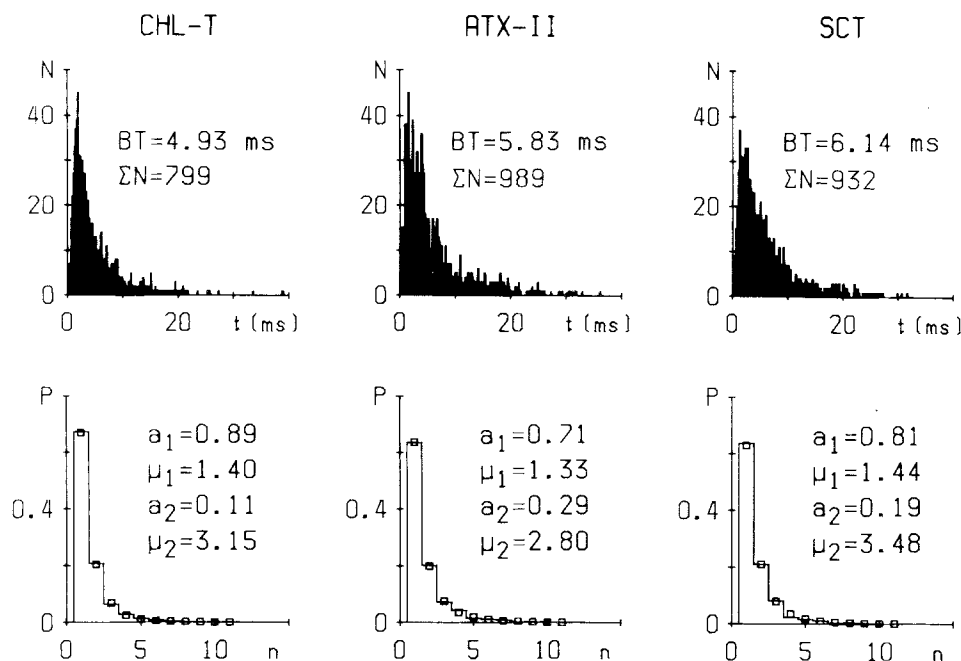 CHL-T
ATX-II
SCT
N
40
20
0
BT=4.93 ms
ΣN=799
0
20
t (ms)
N
40
20
0
BT=5.83 ms
ΣN=989
0
20
t (ms)
N
40
20
0
BT=6.14 ms
ΣN=932
0
20
t (ms)
P
0.4
0
a₁=0.89
μ₁=1.40
a₂=0.11
μ₂=3.15
0
5
10
n
P
0.4
0
a₁=0.71
μ₁=1.33
a₂=0.29
μ₂=2.80
0
5
10
n
P
0.4
0
a₁=0.81
μ₁=1.44
a₂=0.19
μ₂=3.48
0
5
10
n